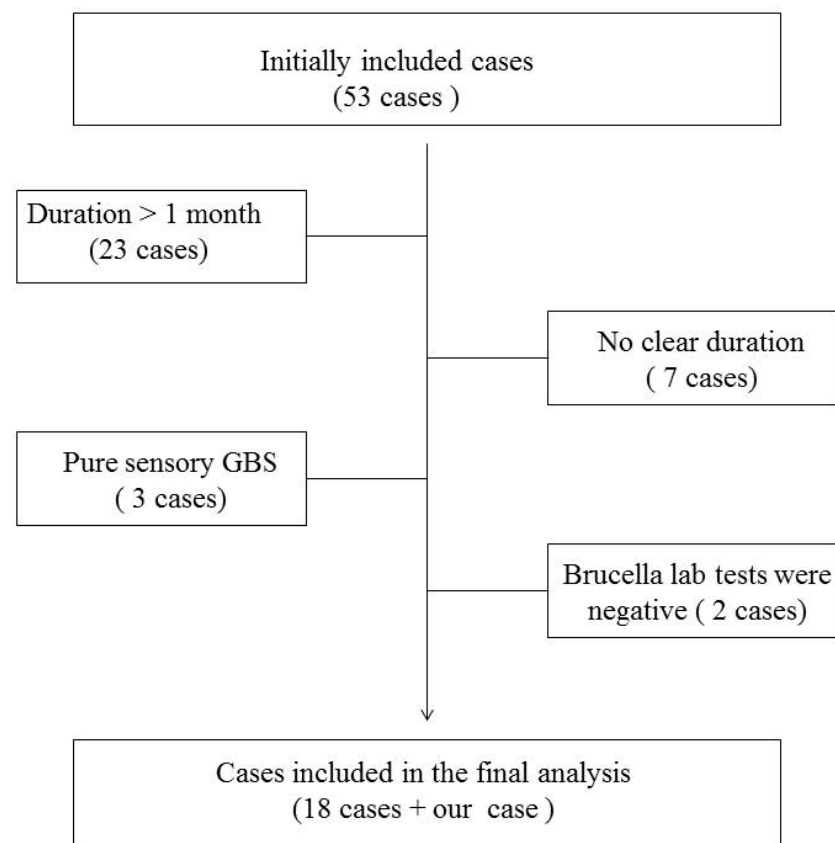 Initially included cases
(53 cases )
Duration > 1 month
(23 cases)
No clear duration
( 7 cases)
Pure sensory GBS
( 3 cases)
Brucella lab tests were
negative ( 2 cases)
Cases included in the final analysis
(18 cases + our case )